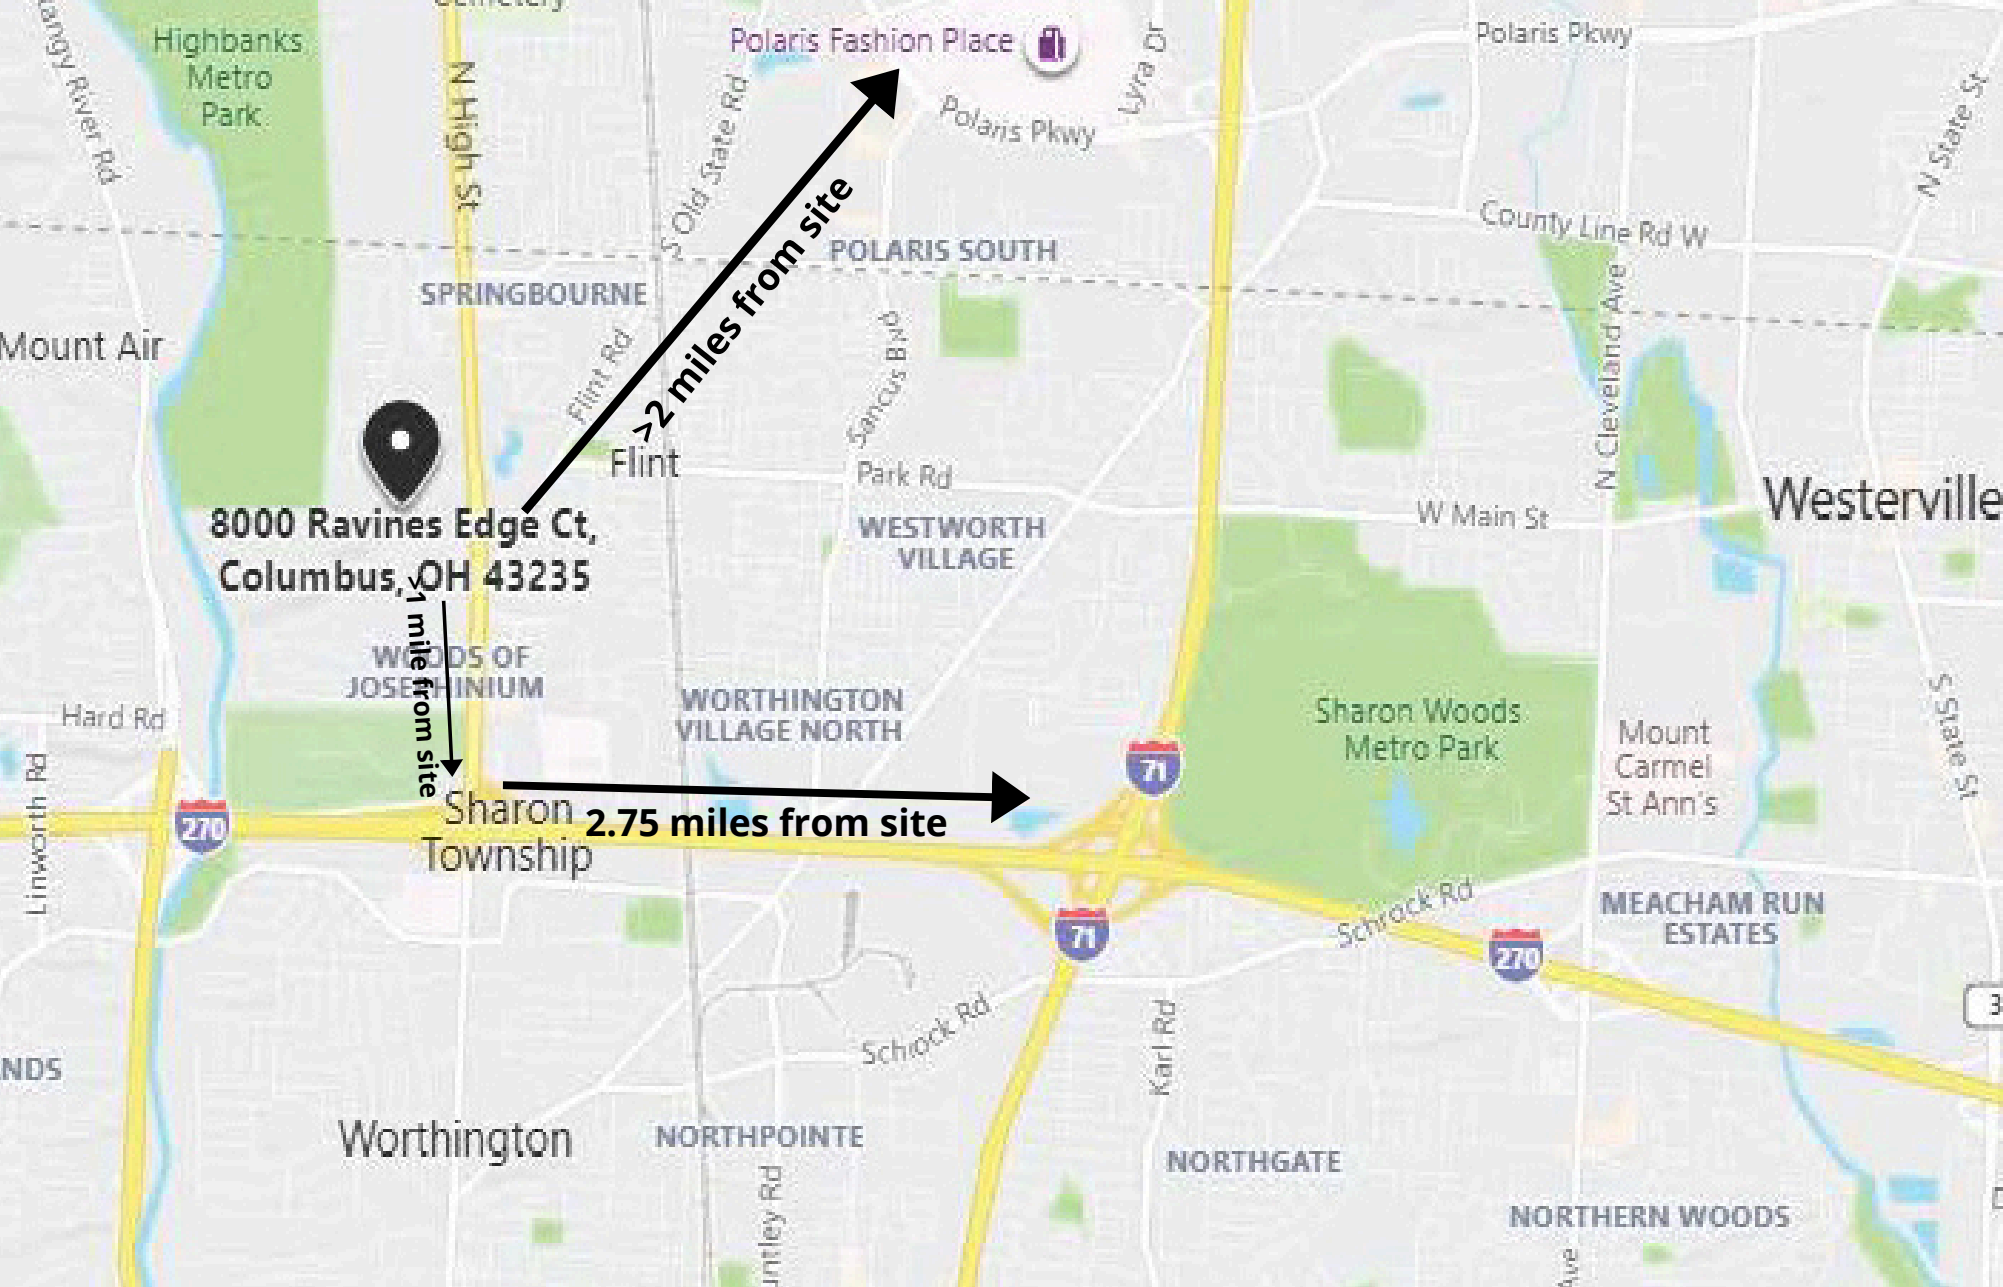 Cemetery
Highbanks
Metro
Park
N High St
Polaris Fashion Place
Lyra Dr
Polaris Pkwy
Polaris Pkwy
S Old State Rd
N State St
>2 miles from site
POLARIS SOUTH
County Line Rd W
SPRINGBOURNE
Mount Air
Flint Rd
Sancus Blvd
N Cleveland Ave
Flint
Park Rd
W Main St
Westerville
WESTWORTH
VILLAGE
8000 Ravines Edge Ct,
Columbus, OH 43235
>1 mile from site
WOODS OF
JOSEPHINIUM
WORTHINGTON
VILLAGE NORTH
Hard Rd
Linworth Rd
Sharon Woods
Metro Park
Mount
Carmel
St Ann's
S State St
71
270
Sharon
Township
2.75 miles from site
71
Schrock Rd
MEACHAM RUN
ESTATES
270
3
Schrock Rd
Karl Rd
NDS
Worthington
NORTHPOINTE
NORTHGATE
NORTHERN WOODS
untley Rd
Ave